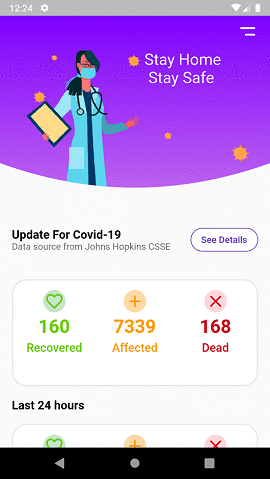 12:24
Stay Home
Stay Safe
Update For Covid-19
Data source from Johns Hopkins CSSE
See Details
160
7339
168
Recovered
Affected
Dead
Last 24 hours